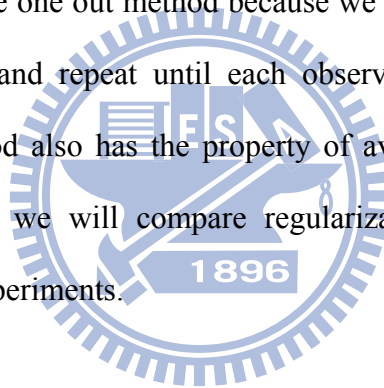 e one out method because we
and repeat until each observ
od also has the property of av
we will compare regulariza
periments.
E S
8
1896